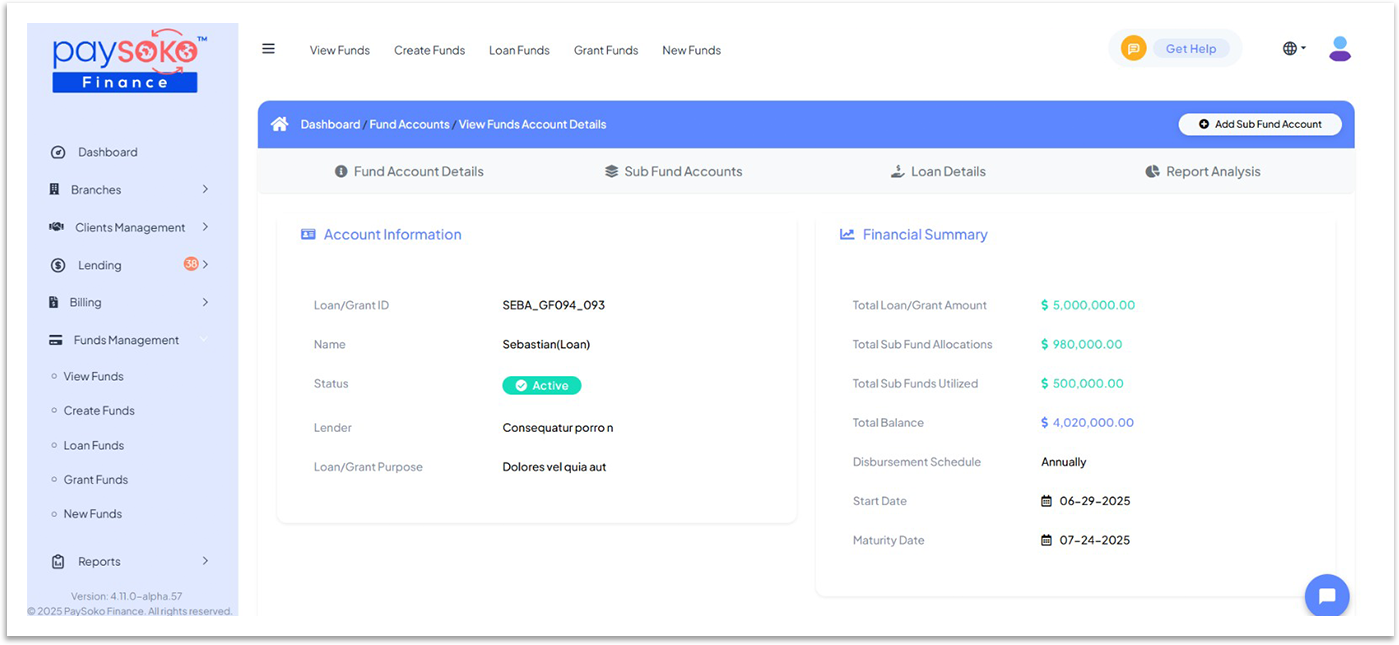 paysoko™
Finance
Dashboard
Branches
Clients Management
Lending 38
Billing
Funds Management
View Funds
Create Funds
Loan Funds
Grant Funds
New Funds
Reports
Version: 4.11.0-alpha.57
© 2025 PaySoko Finance. All rights reserved.
View Funds Create Funds Loan Funds Grant Funds New Funds Get Help
Dashboard / Fund Accounts / View Funds Account Details Add Sub Fund Account
Fund Account Details Sub Fund Accounts Loan Details Report Analysis
Account Information
Loan/Grant ID SEBA_GF094_093
Name Sebastian(Loan)
Status Active
Lender Consequatur porro n
Loan/Grant Purpose Dolores vel quia aut
Financial Summary
Total Loan/Grant Amount $ 5,000,000.00
Total Sub Fund Allocations $ 980,000.00
Total Sub Funds Utilized $ 500,000.00
Total Balance $ 4,020,000.00
Disbursement Schedule Annually
Start Date 06-29-2025
Maturity Date 07-24-2025